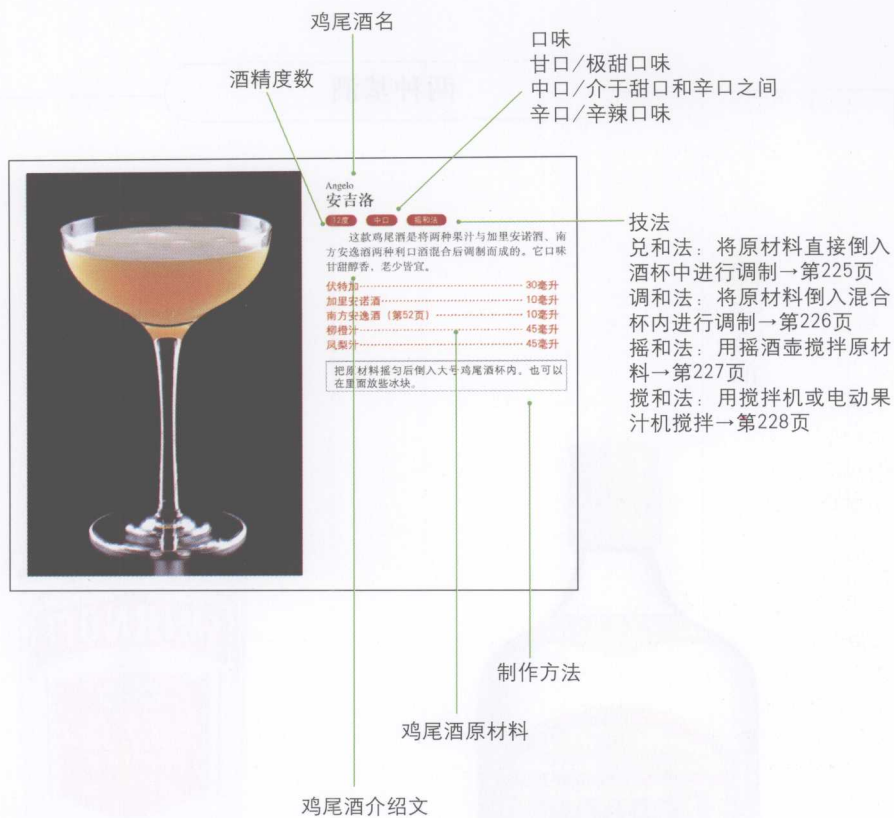 鸡尾酒名
酒精度数
口味
甘口/极甜口味
中口/介于甜口和辛口之间
辛口/辛辣口味
Angelo
安吉洛
12度 中口 摇和法
这款鸡尾酒是将两种果汁与加里安诺酒、南
方安逸酒两种利口酒混合后调制而成的。它口味
甘甜醇香，老少皆宜。
伏特加 30毫升
加里安诺酒 10毫升
南方安逸酒（第52页） 10毫升
柳橙汁 45毫升
凤梨汁 45毫升
把原材料摇匀后倒入大号鸡尾酒杯内。也可以
在里面放些冰块。
技法
兑和法：将原材料直接倒入
酒杯中进行调制→第225页
调和法：将原材料倒入混合
杯内进行调制→第226页
摇和法：用摇酒壶搅拌原材
料→第227页
搅和法：用搅拌机或电动果
汁机搅拌→第228页
制作方法
鸡尾酒原材料
鸡尾酒介绍文